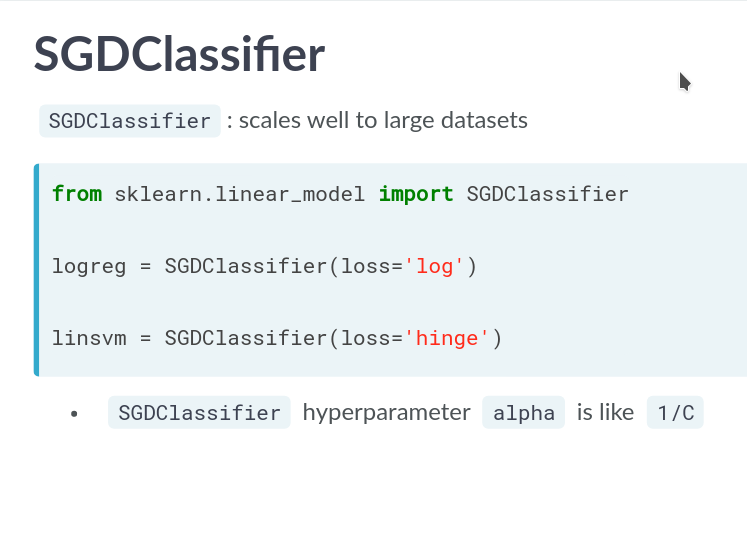 SGDClassifier
SGDClassifier : scales well to large datasets
from sklearn.linear_model import SGDClassifier
logreg = SGDClassifier(loss='log')
linsvm = SGDClassifier(loss='hinge')
• SGDClassifier hyperparameter alpha is like 1/C